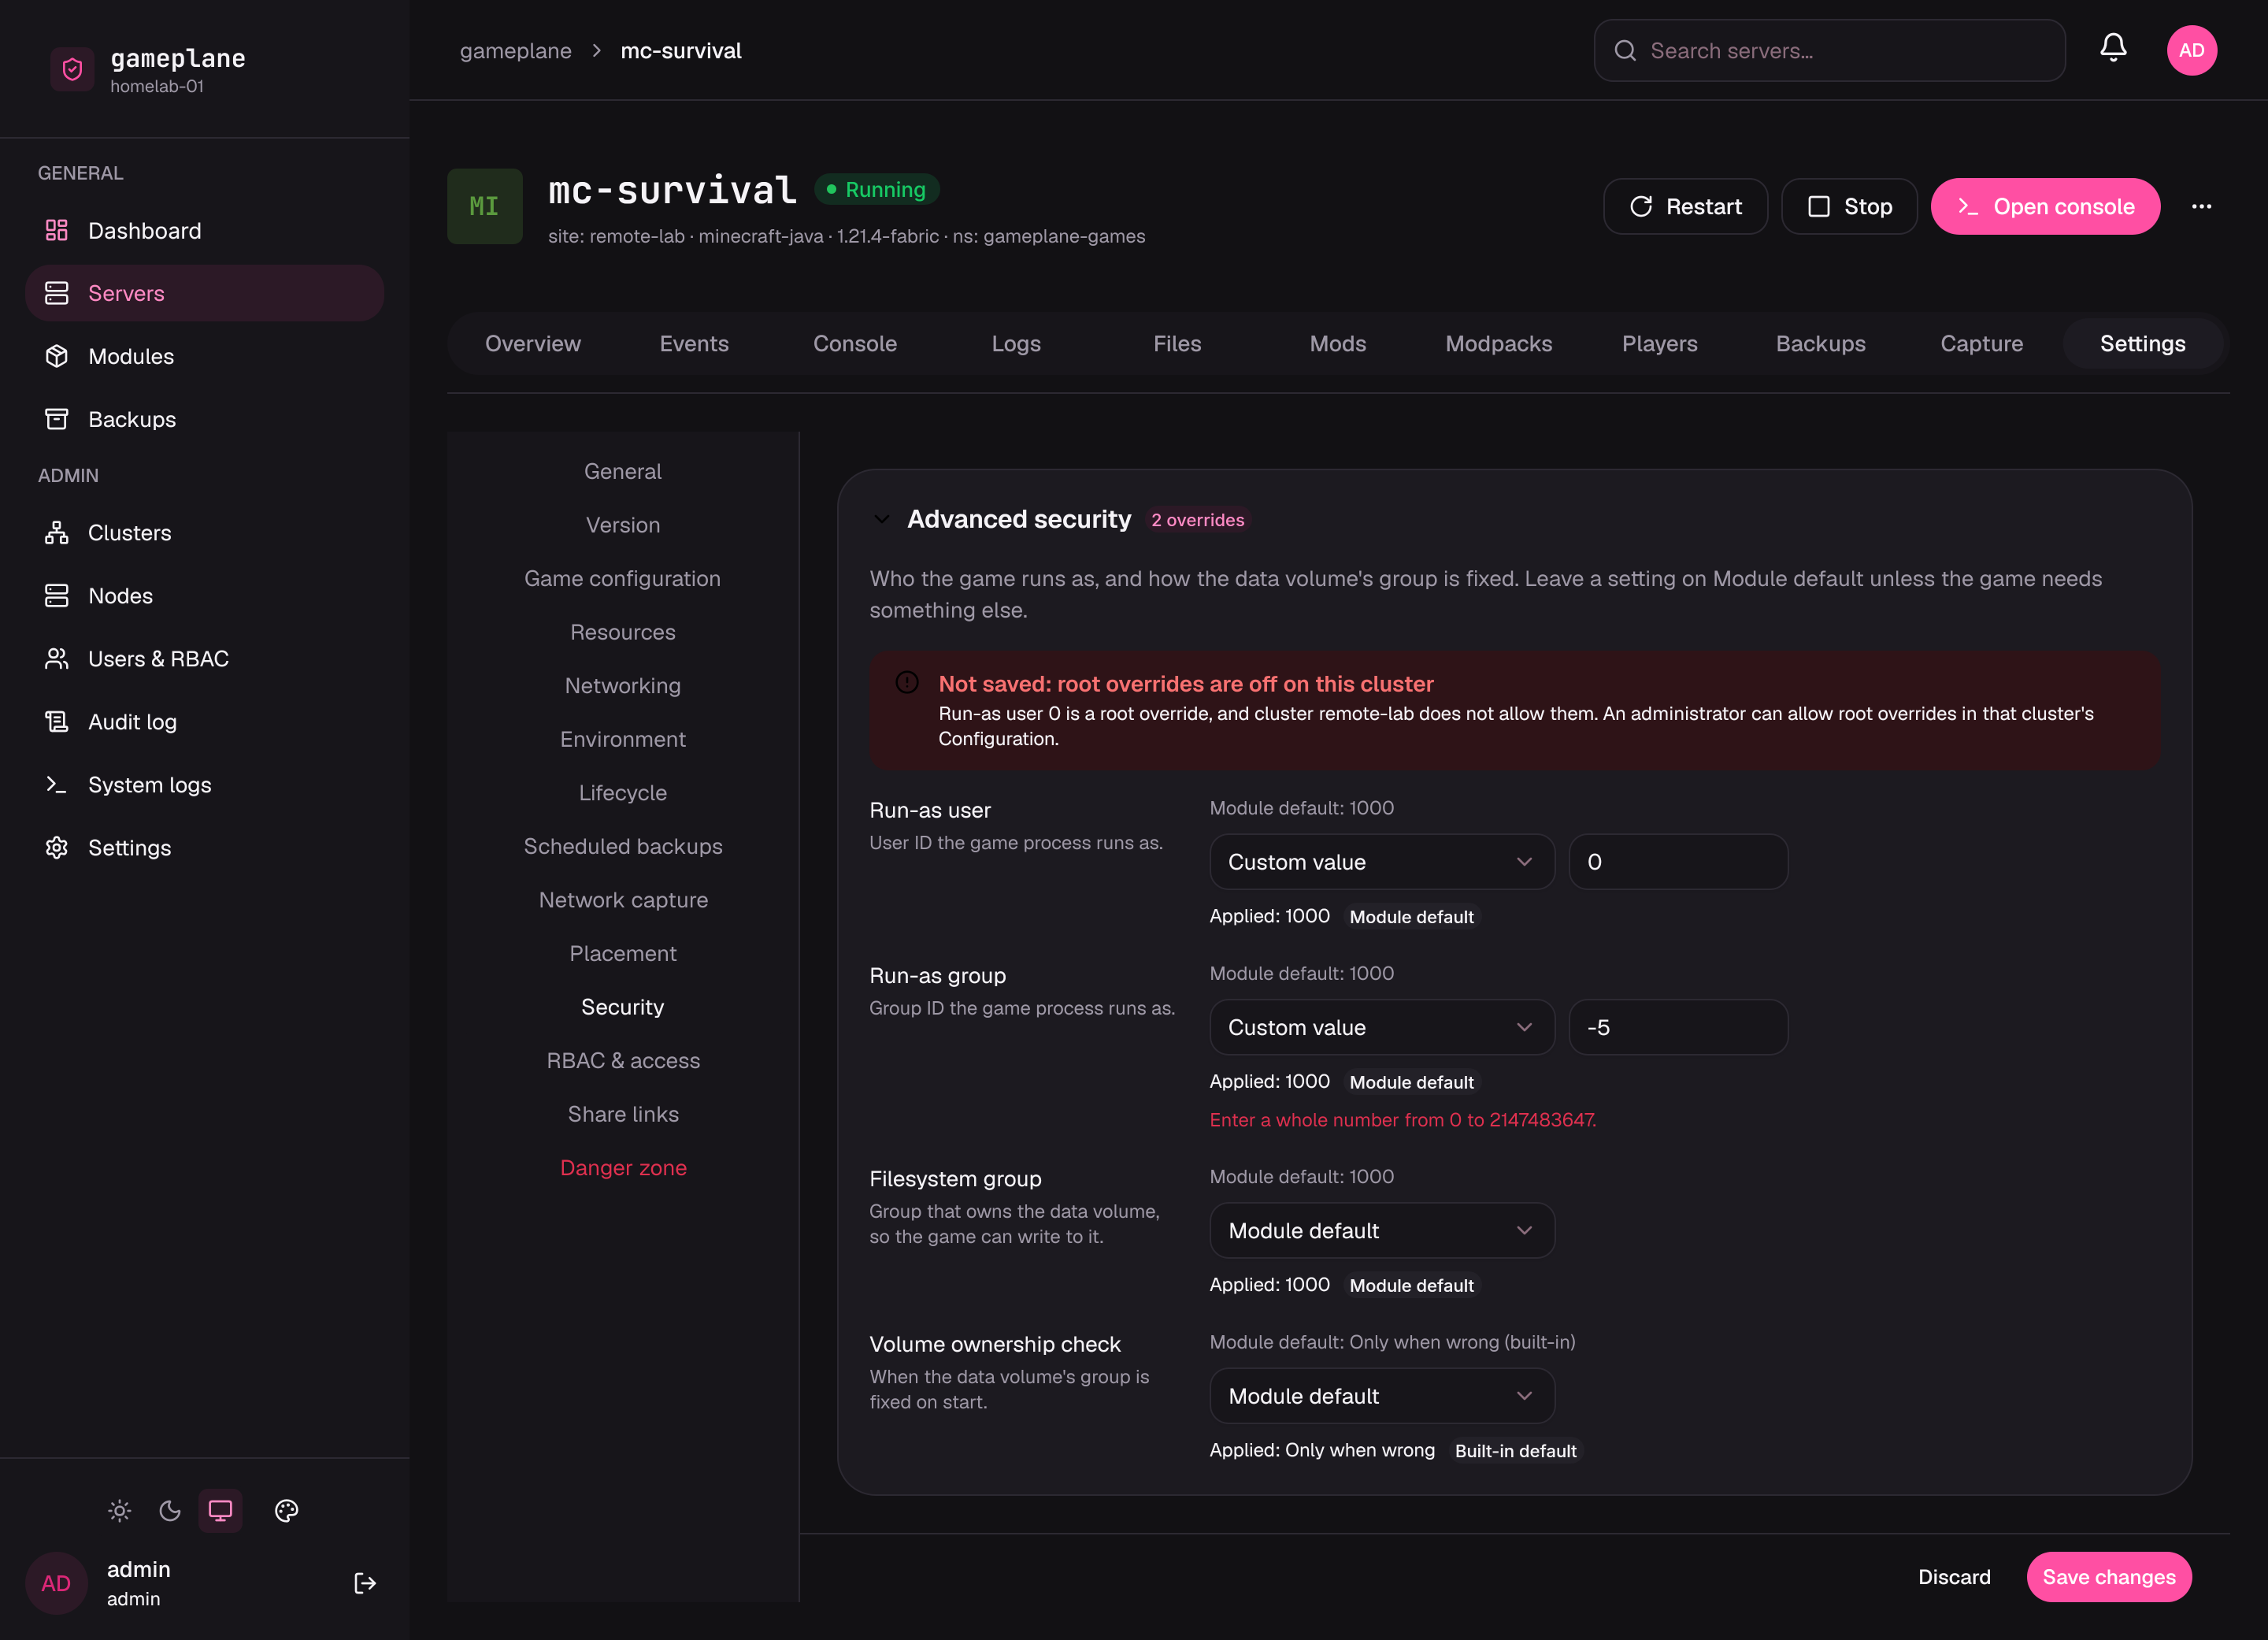 gameplane
homelab-01
GENERAL
Dashboard
Servers
Modules
Backups
ADMIN
Clusters
Nodes
Users & RBAC
Audit log
System logs
Settings
AD
admin
admin
gameplane > mc-survival
Search servers...
AD
MI
mc-survival
Running
site: remote-lab · minecraft-java · 1.21.4-fabric · ns: gameplane-games
Restart
Stop
Open console
Overview
Events
Console
Logs
Files
Mods
Modpacks
Players
Backups
Capture
Settings
General
Version
Game configuration
Resources
Networking
Environment
Lifecycle
Scheduled backups
Network capture
Placement
Security
RBAC & access
Share links
Danger zone
Advanced security
2 overrides
Who the game runs as, and how the data volume's group is fixed. Leave a setting on Module default unless the game needs
something else.
Not saved: root overrides are off on this cluster
Run-as user 0 is a root override, and cluster remote-lab does not allow them. An administrator can allow root overrides in that cluster's
Configuration.
Run-as user
User ID the game process runs as.
Module default: 1000
Custom value
0
Applied: 1000
Module default
Run-as group
Group ID the game process runs as.
Module default: 1000
Custom value
-5
Applied: 1000
Module default
Enter a whole number from 0 to 2147483647.
Filesystem group
Group that owns the data volume,
so the game can write to it.
Module default: 1000
Module default
Applied: 1000
Module default
Volume ownership check
When the data volume's group is
fixed on start.
Module default: Only when wrong (built-in)
Module default
Applied: Only when wrong
Built-in default
Discard
Save changes